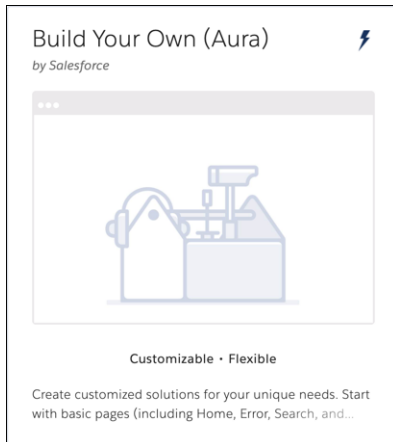 Build Your Own (Aura)
by Salesforce
Customizable • Flexible
Create customized solutions for your unique needs. Start
with basic pages (including Home, Error, Search, and...